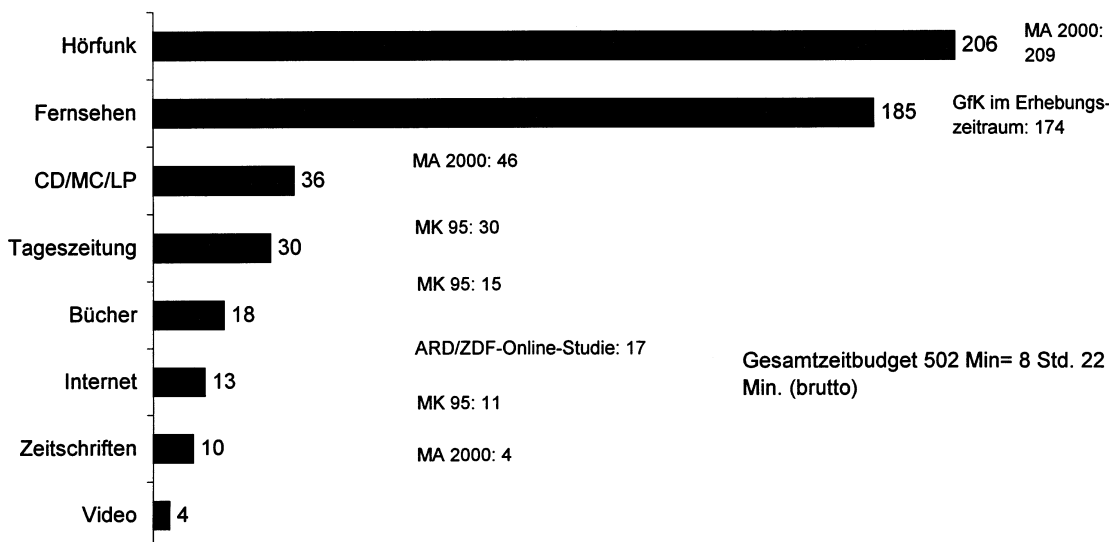 Hörfunk 206 MA 2000:
209
Fernsehen 185 GfK im Erhebungs-
zeitraum: 174
MA 2000: 46
CD/MC/LP 36
MK 95: 30
Tageszeitung 30
MK 95: 15
Bücher 18
ARD/ZDF-Online-Studie: 17
Gesamtzeitbudget 502 Min= 8 Std. 22
Min. (brutto)
Internet 13
MK 95: 11
Zeitschriften 10
MA 2000: 4
Video 4